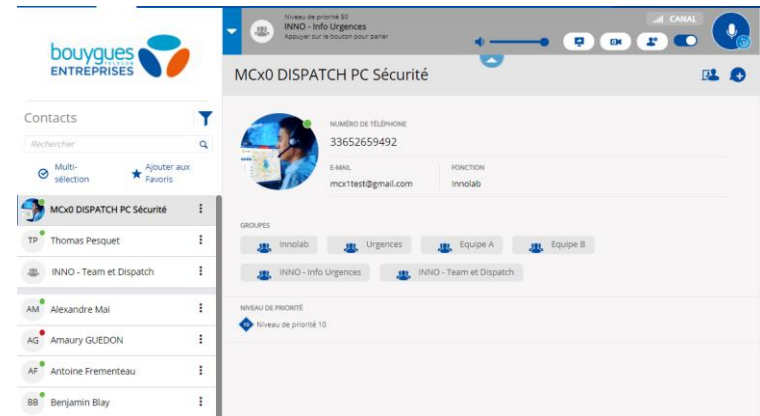 bouygues
TELECOM
ENTREPRISES
Contacts
Rechercher
Multi-
sélection
Ajouter aux
Favoris
MCx0 DISPATCH PC Sécurité
TP Thomas Pesquet
INNO - Team et Dispatch
AM Alexandre Mai
AG Amaury GUEDON
AF Antoine Frementeau
BB Benjamin Blay
Niveau de priorité 50
INNO - Info Urgences
Appuyer sur le bouton pour parler
CANAL
MCx0 DISPATCH PC Sécurité
NUMÉRO DE TÉLÉPHONE
33652659492
E-MAIL
mcx1test@gmail.com
FONCTION
Innolab
GROUPES
Innolab
Urgences
Equipe A
Equipe B
INNO - Info Urgences
INNO - Team et Dispatch
NIVEAU DE PRIORITÉ
10 Niveau de priorité 10